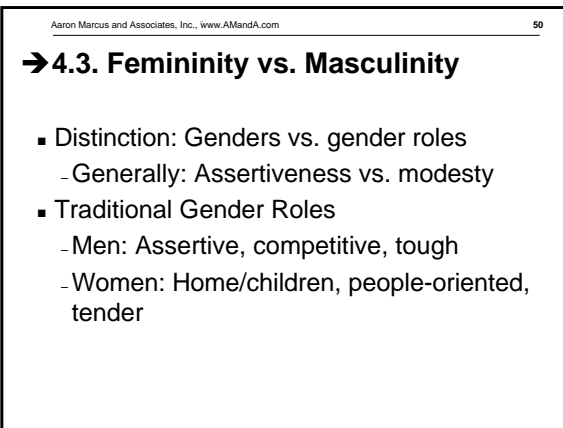 Aaron Marcus and Associates, Inc., www.AMandA.com 50
➔4.3. Femininity vs. Masculinity
▪ Distinction: Genders vs. gender roles
–Generally: Assertiveness vs. modesty
▪ Traditional Gender Roles
–Men: Assertive, competitive, tough
–Women: Home/children, people-oriented,
tender